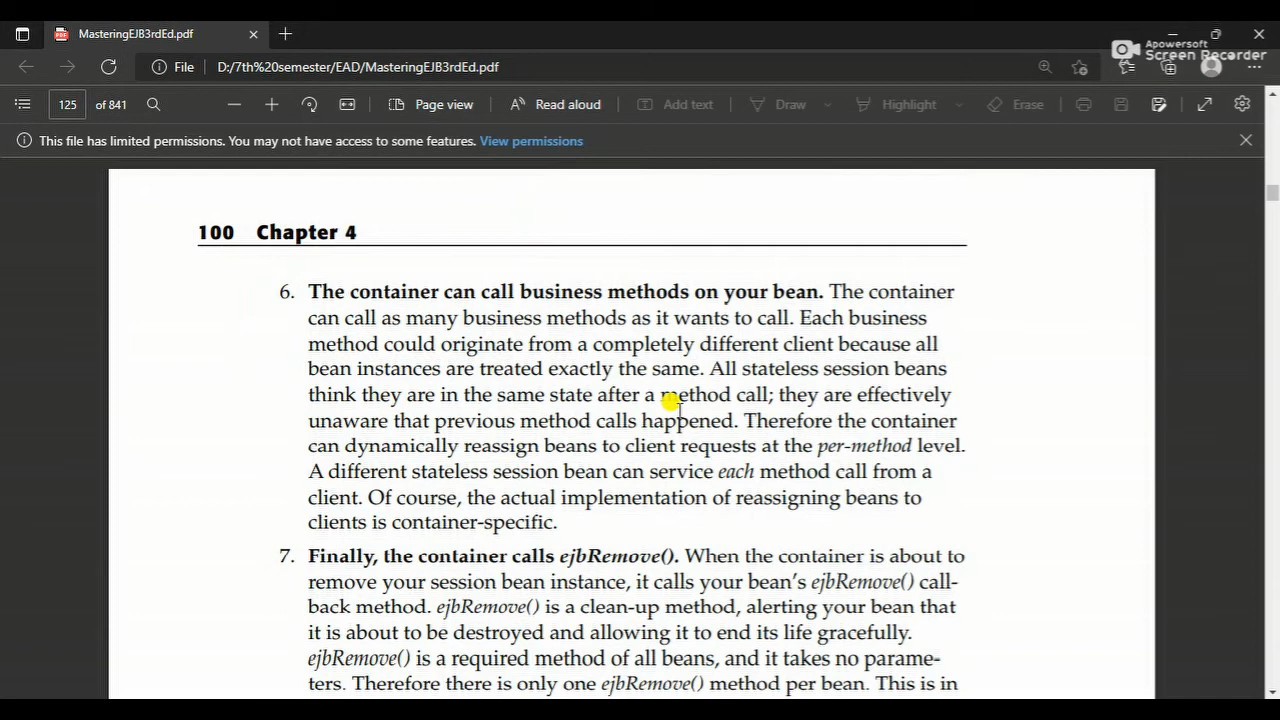 MasteringEJB3rdEd.pdf
Apowersoft
Screen Recorder
File D:/7th%20semester/EAD/MasteringEJB3rdEd.pdf
125 of 841 Page view Read aloud Add text Draw Highlight Erase
This file has limited permissions. You may not have access to some features. View permissions
100 Chapter 4
6. The container can call business methods on your bean. The container
can call as many business methods as it wants to call. Each business
method could originate from a completely different client because all
bean instances are treated exactly the same. All stateless session beans
think they are in the same state after a method call; they are effectively
unaware that previous method calls happened. Therefore the container
can dynamically reassign beans to client requests at the per-method level.
A different stateless session bean can service each method call from a
client. Of course, the actual implementation of reassigning beans to
clients is container-specific.
7. Finally, the container calls ejbRemove(). When the container is about to
remove your session bean instance, it calls your bean's ejbRemove() call-
back method. ejbRemove() is a clean-up method, alerting your bean that
it is about to be destroyed and allowing it to end its life gracefully.
ejbRemove() is a required method of all beans, and it takes no parame-
ters. Therefore there is only one ejbRemove() method per bean. This is in